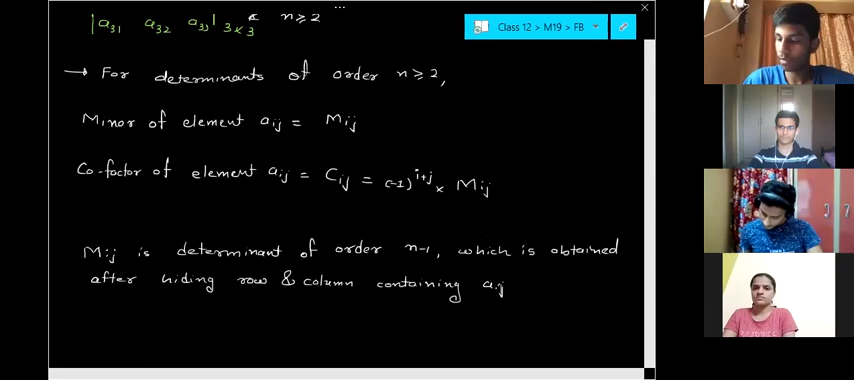 |a31 a32 a33| 3×3 n≥2
Class 12 > M19 > FB
→ For determinants of order n≥2,
Minor of element aij = Mij
Co-factor of element aij = Cij = (-1)^i+j × Mij
Mij is determinant of order n-1, which is obtained
after hiding row & column containing aij